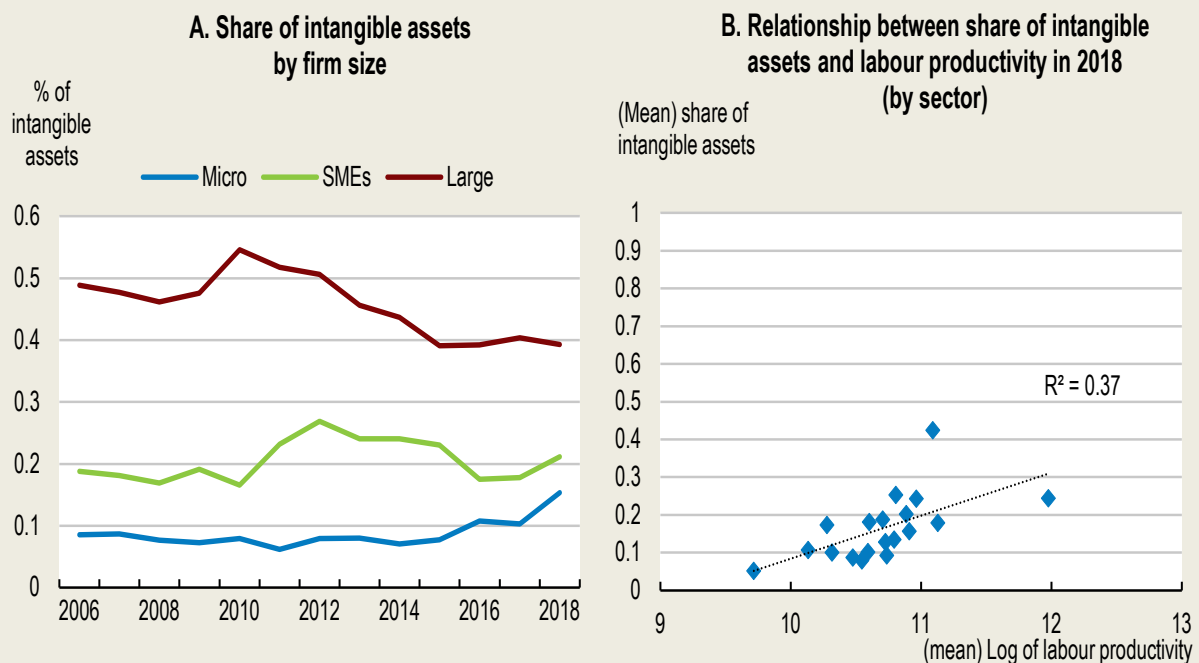 A. Share of intangible assets
by firm size
% of
intangible
assets
Micro
SMEs
Large
0.6
0.5
0.4
0.3
0.2
0.1
0
2006
2008
2010
2012
2014
2016
2018
B. Relationship between share of intangible
assets and labour productivity in 2018
(by sector)
(Mean) share of
intangible assets
1
0.9
0.8
0.7
0.6
0.5
0.4
0.3
0.2
0.1
0
R² = 0.37
9
10
11
12
13
(mean) Log of labour productivity